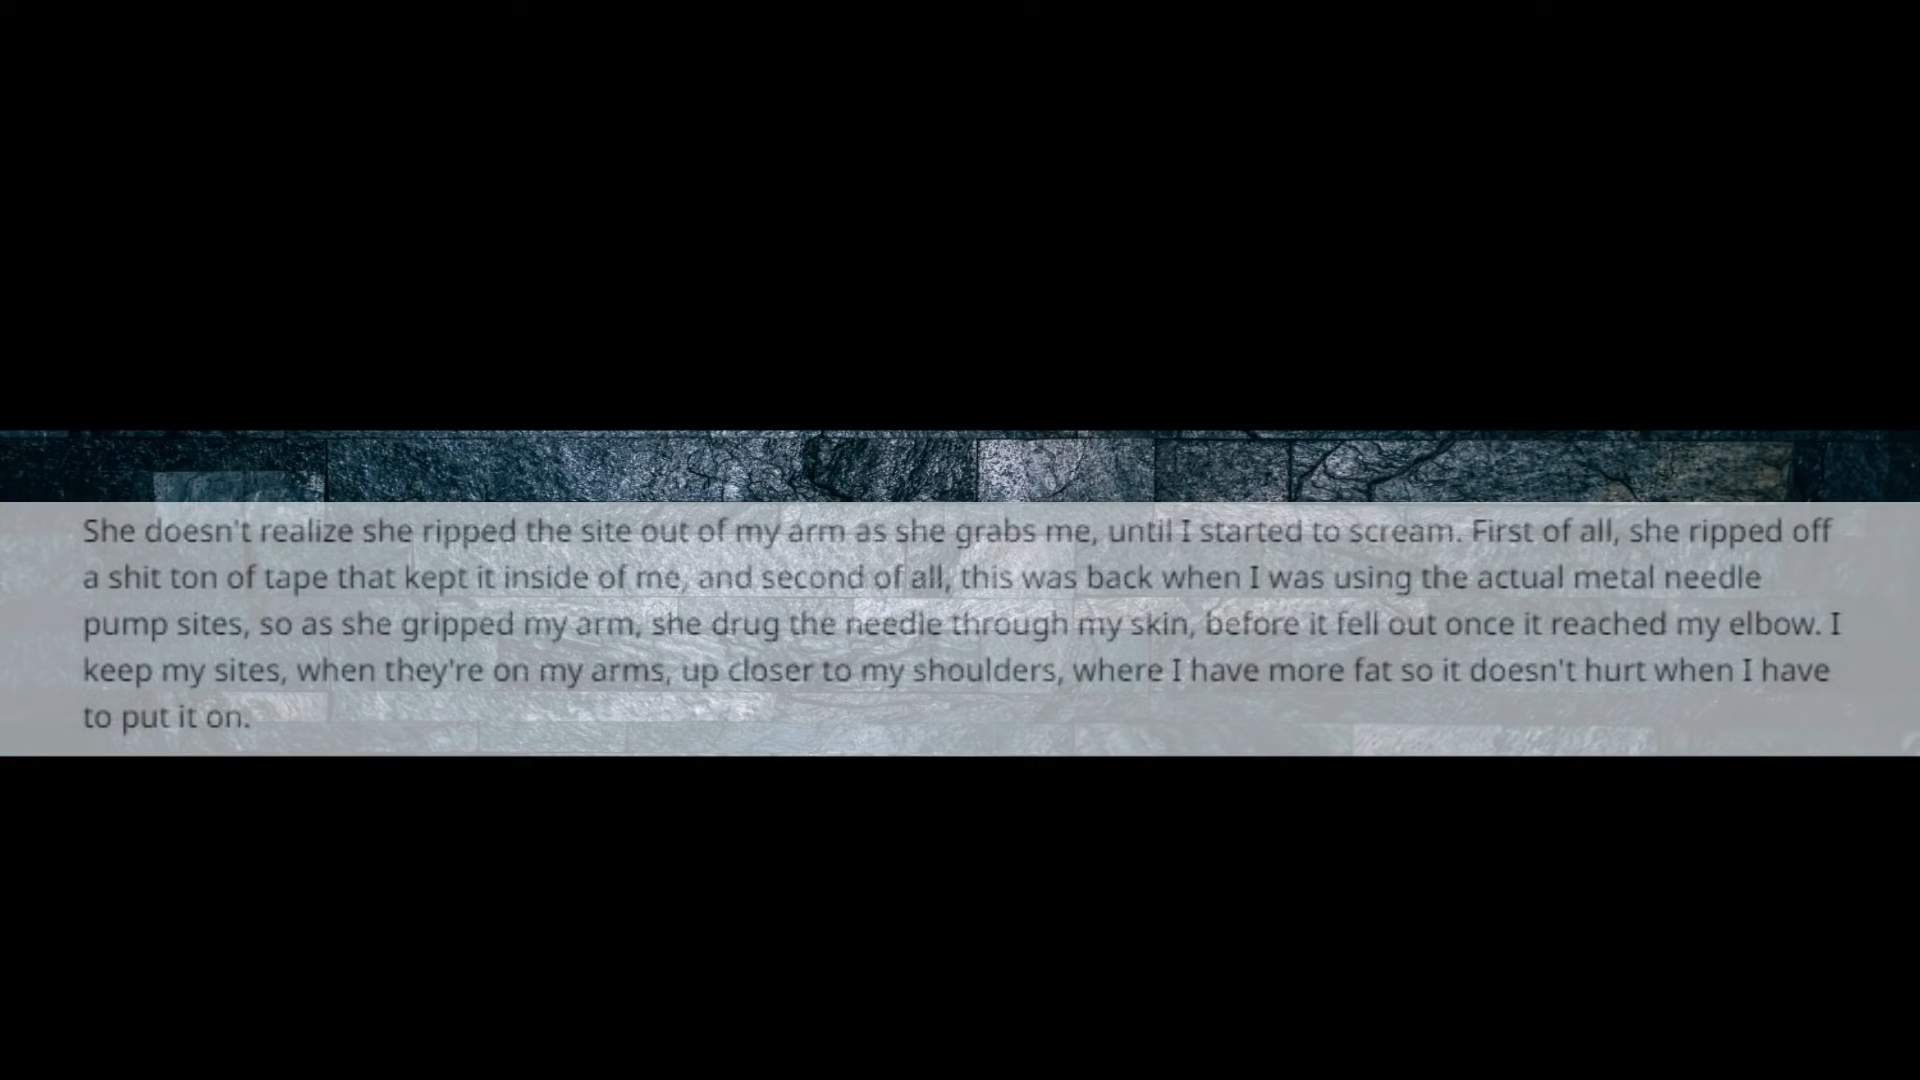 She doesn't realize she ripped the site out of my arm as she grabs me, until I started to scream. First of all, she ripped off
a shit ton of tape that kept it inside of me, and second of all, this was back when I was using the actual metal needle
pump sites, so as she gripped my arm, she drug the needle through my skin, before it fell out once it reached my elbow. I
keep my sites, when they're on my arms, up closer to my shoulders, where I have more fat so it doesn't hurt when I have
to put it on.